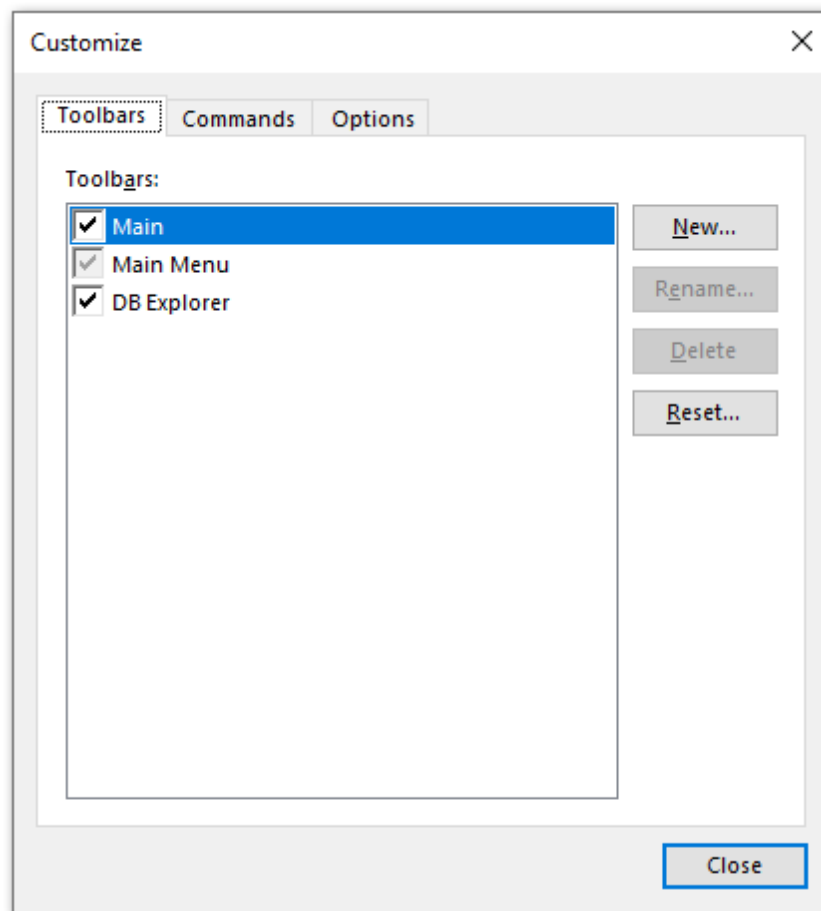 Customize
Toolbars Commands Options
Toolbars:
Main
Main Menu
DB Explorer
New...
Rename...
Delete
Reset...
Close